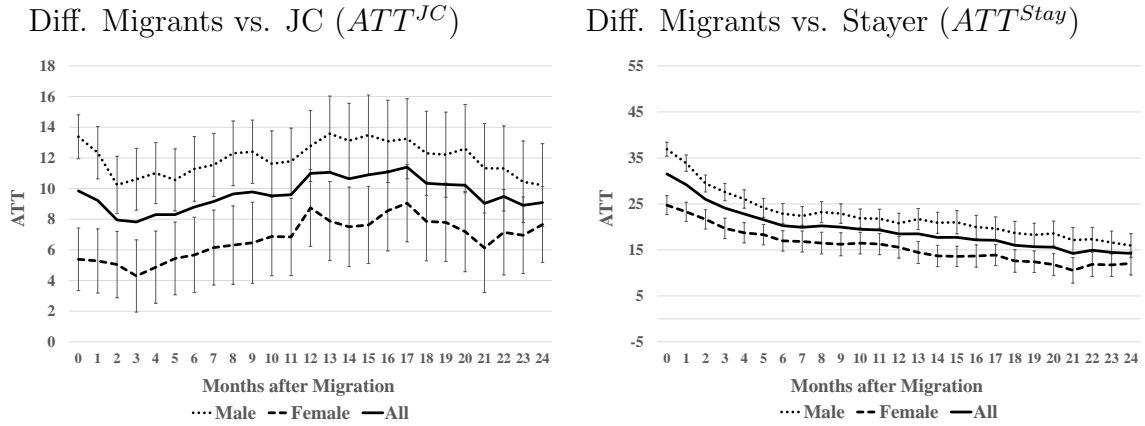 Diff. Migrants vs. JC (ATT^{JC})
18
16
14
12
10
8
6
4
2
0
ATT
0 1 2 3 4 5 6 7 8 9 10 11 12 13 14 15 16 17 18 19 20 21 22 23 24
Months after Migration
Male Female All
Diff. Migrants vs. Stayer (ATT^{Stay})
55
45
35
25
15
5
-5
ATT
0 1 2 3 4 5 6 7 8 9 10 11 12 13 14 15 16 17 18 19 20 21 22 23 24
Months after Migration
Male Female All